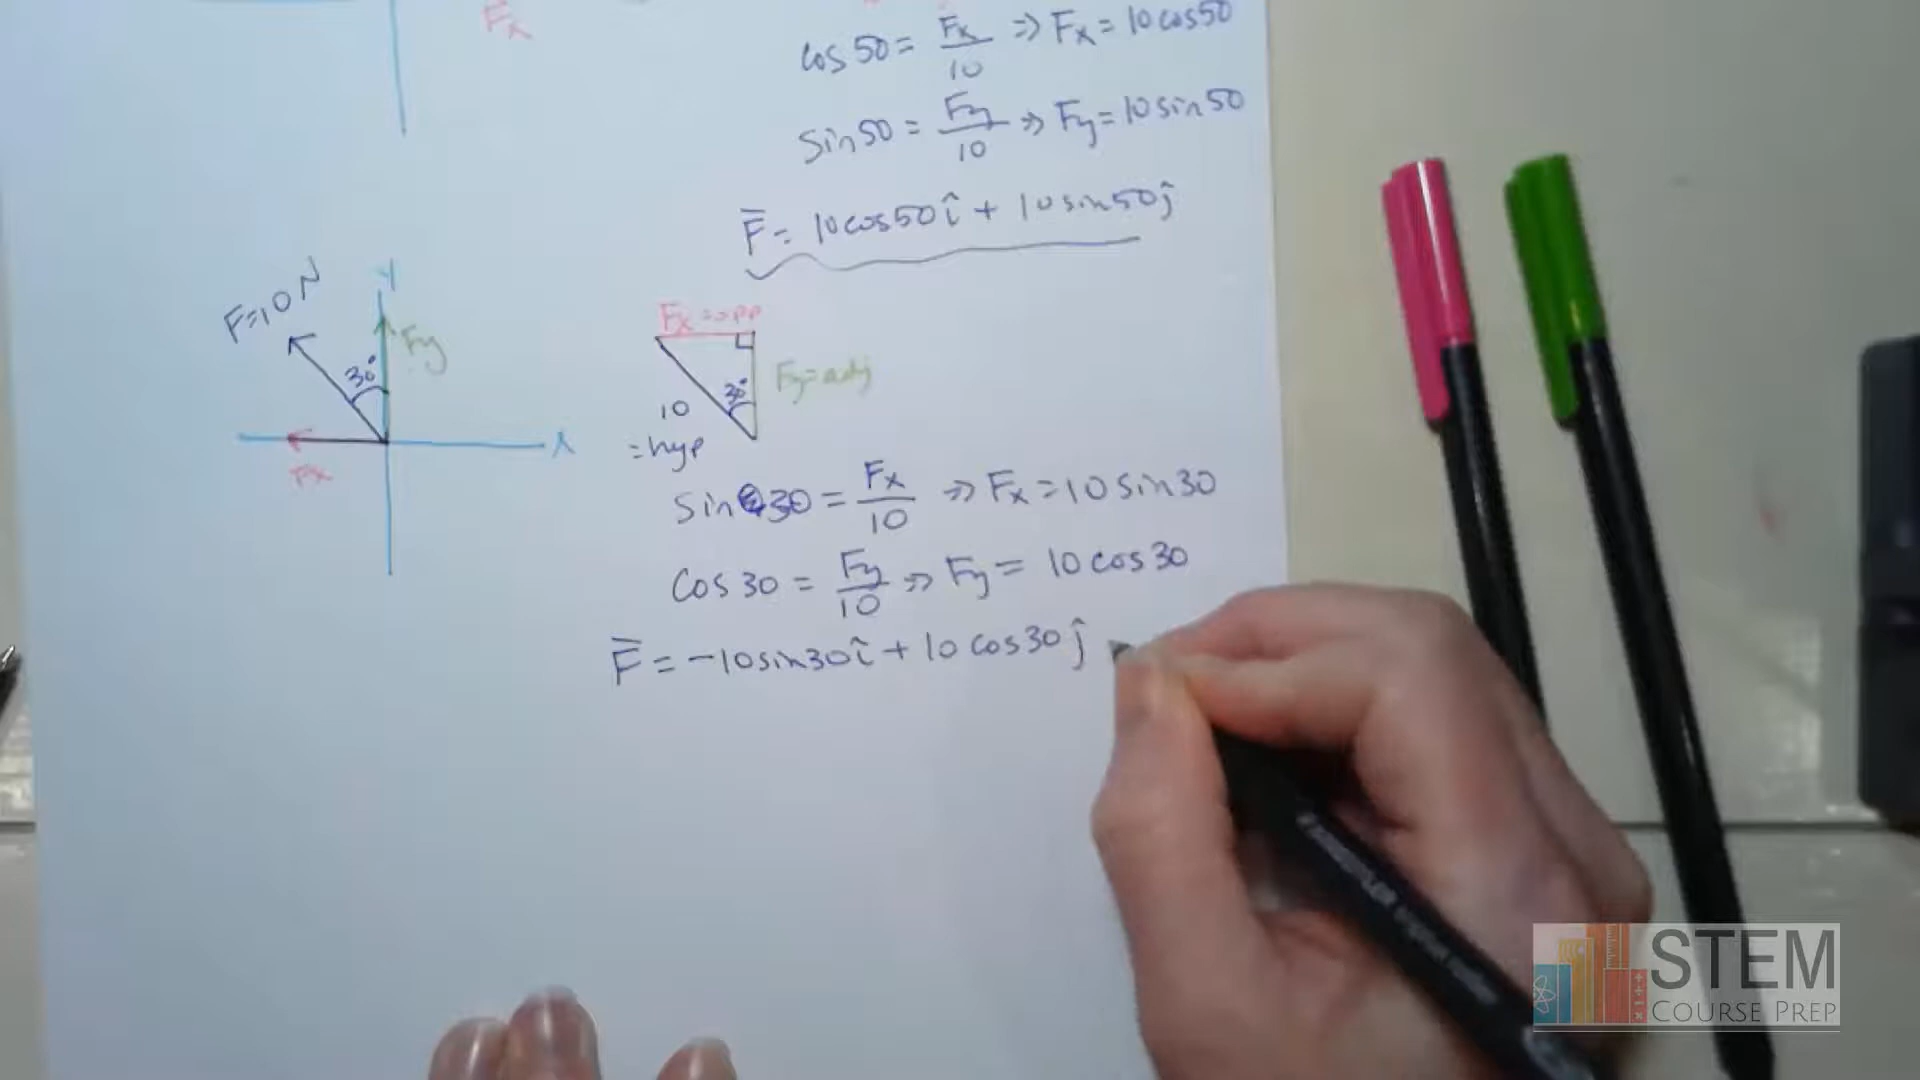 Fx
cos 50 = Fx/10 => Fx = 10 cos 50
sin 50 = Fy/10 => Fy = 10 sin 50
F̄ = 10 cos 50 î + 10 sin 50 ĵ
F=10 N
30°
Fy
Y
X
Fx
Fx = opp
Fy = adj
30°
10
= hyp
sin 30 = Fx/10 => Fx = 10 sin 30
cos 30 = Fy/10 => Fy = 10 cos 30
F̄ = -10 sin 30 î + 10 cos 30 ĵ
STEM
COURSE PREP